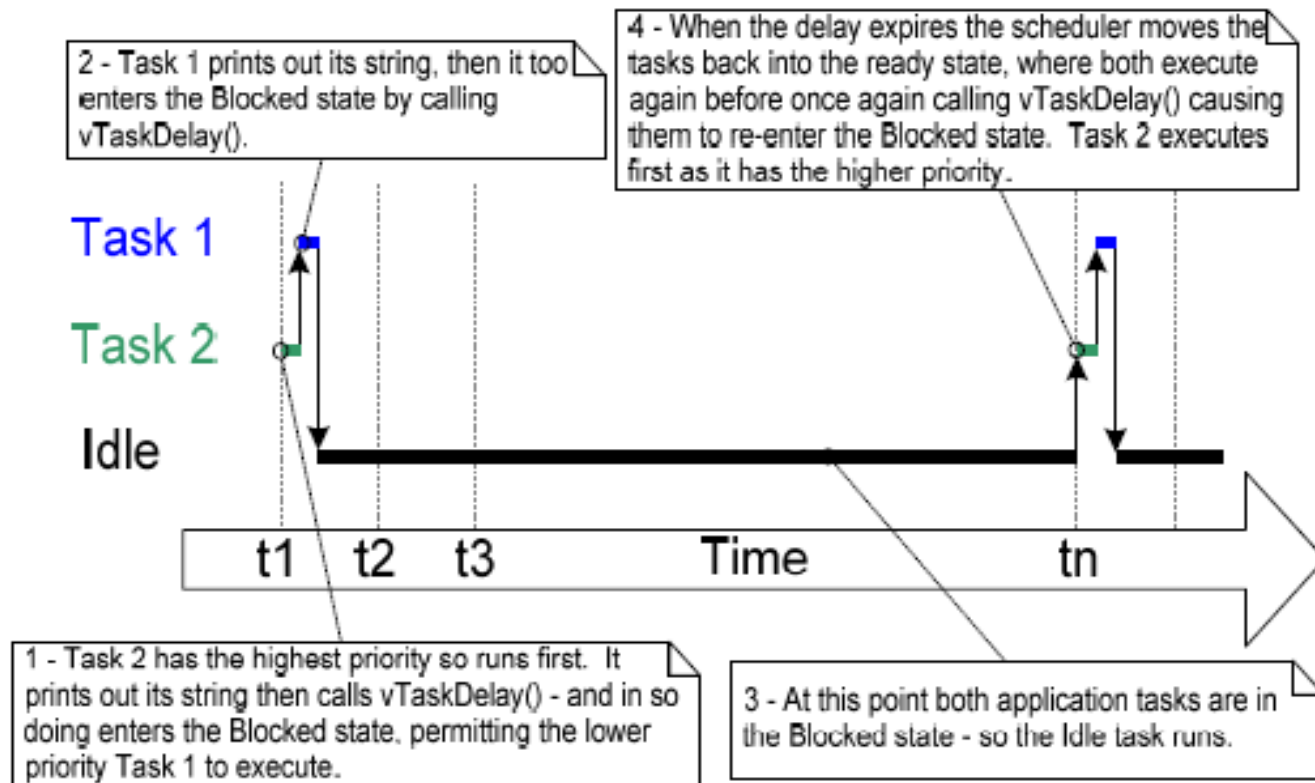 2 - Task 1 prints out its string, then it too
enters the Blocked state by calling
vTaskDelay().
4 - When the delay expires the scheduler moves the
tasks back into the ready state, where both execute
again before once again calling vTaskDelay() causing
them to re-enter the Blocked state.  Task 2 executes
first as it has the higher priority.
Task 1
Task 2
Idle
t1 t2 t3 Time tn
1 - Task 2 has the highest priority so runs first.  It
prints out its string then calls vTaskDelay() - and in so
doing enters the Blocked state, permitting the lower
priority Task 1 to execute.
3 - At this point both application tasks are in
the Blocked state - so the Idle task runs.